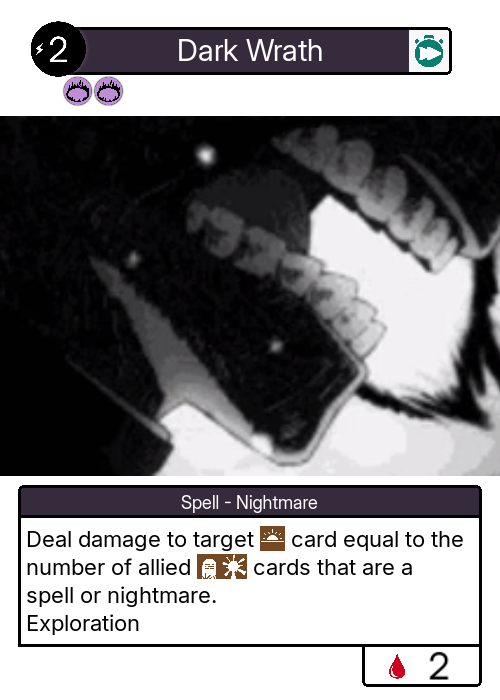 2
Dark Wrath
Spell - Nightmare
Deal damage to target card equal to the
number of allied cards that are a
spell or nightmare.
Exploration
2